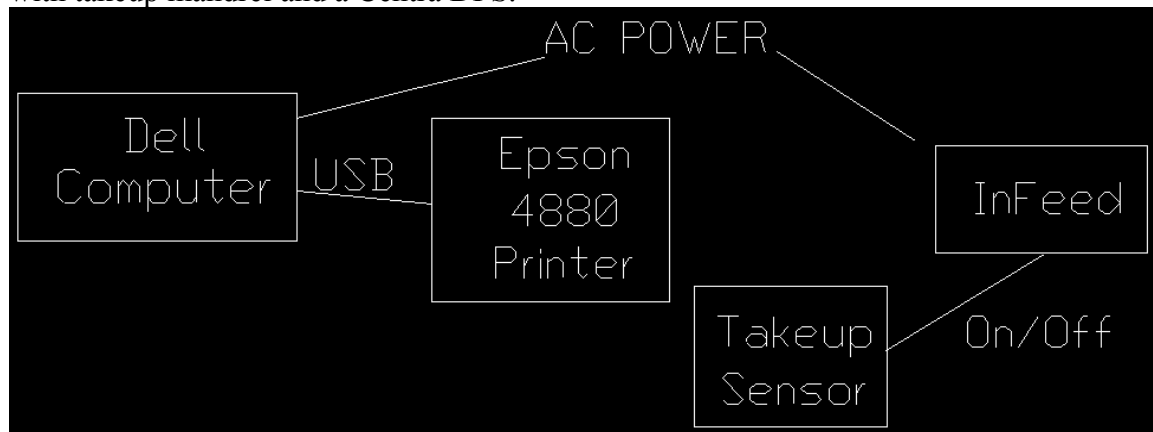 AC POWER
Dell
Computer
USB
Epson
4880
Printer
InFeed
Takeup
Sensor
On/Off